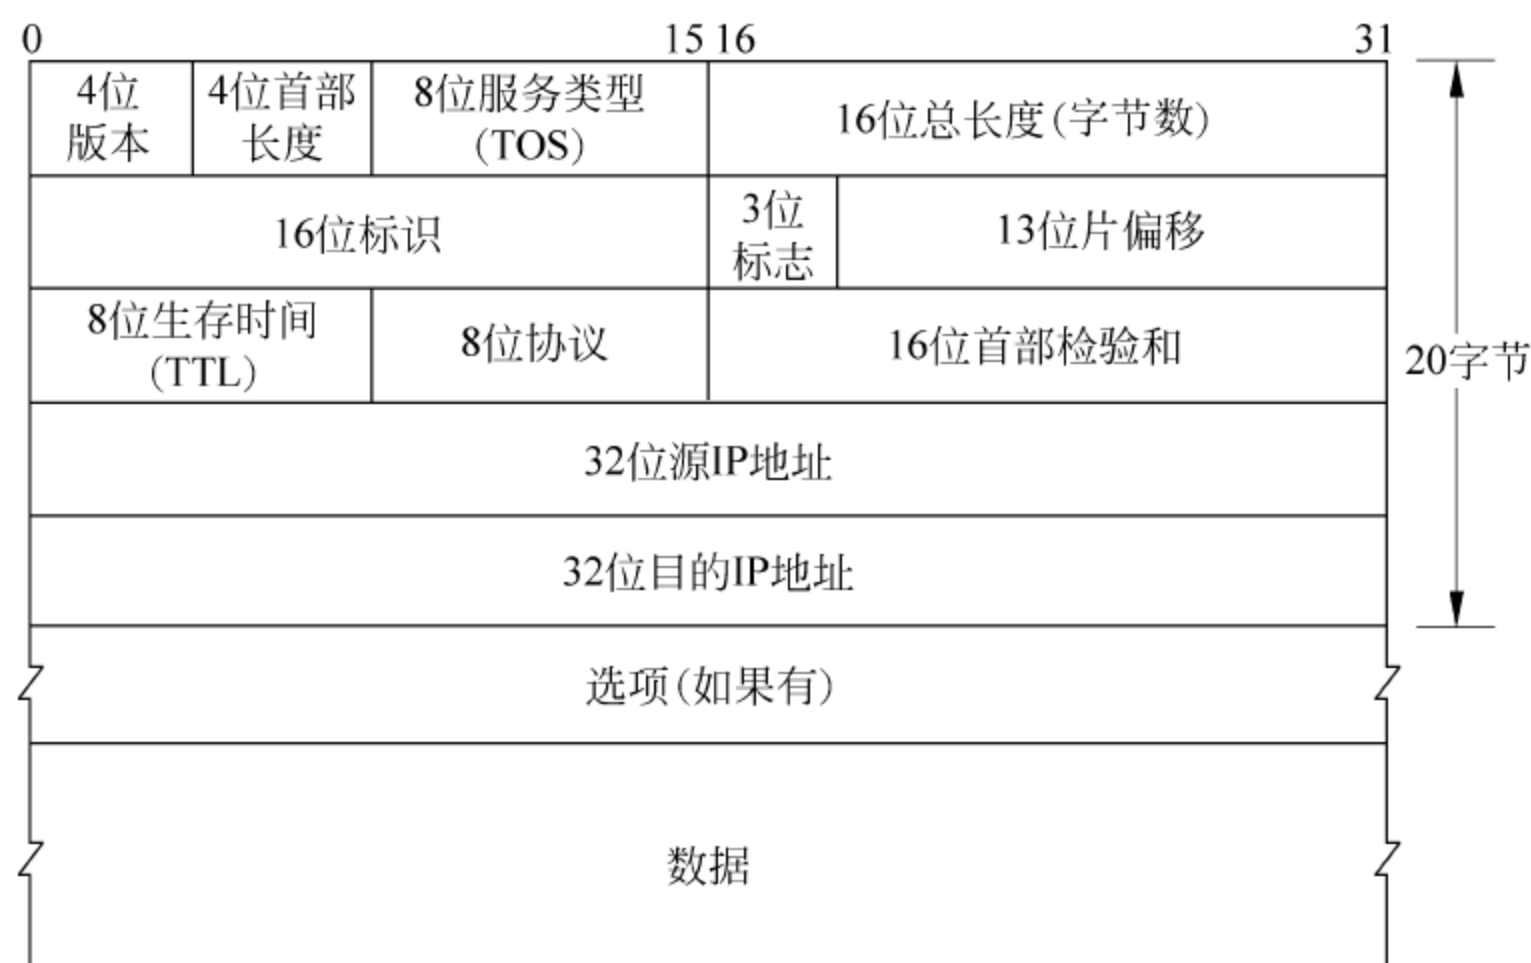 0 15 16 31
4位
版本
4位首部
长度
8位服务类型
(TOS)
16位总长度(字节数)
16位标识
3位
标志
13位片偏移
8位生存时间
(TTL)
8位协议
16位首部检验和
20字节
32位源IP地址
32位目的IP地址
选项(如果有)
数据